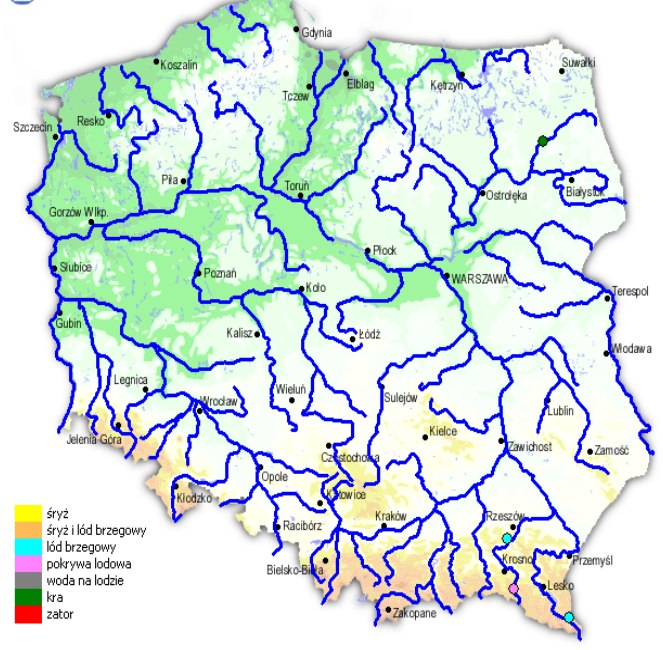 Gdynia
Koszalin
Suwałki
Elbląg
Kętrzyn
Tczew
Resko
Szczecin
Piła
Toruń
Ostrołęka
Białystok
Gorzów Wlkp.
Płock
Słubice
Poznań
WARSZAWA
Koło
Terespol
Gubin
Kalisz
Łódź
Włodawa
Legnica
Wrocław
Wieluń
Sulejów
Lublin
Jelenia Góra
Kielce
Zawichost
Zamość
Częstochowa
Opole
Kłodzko
Katowice
Racibórz
Kraków
Rzeszów
Bielsko-Biała
Krosno
Przemyśl
Lesko
Zakopane
śryż
śryż i lód brzegowy
lód brzegowy
pokrywa lodowa
woda na lodzie
kra
zator